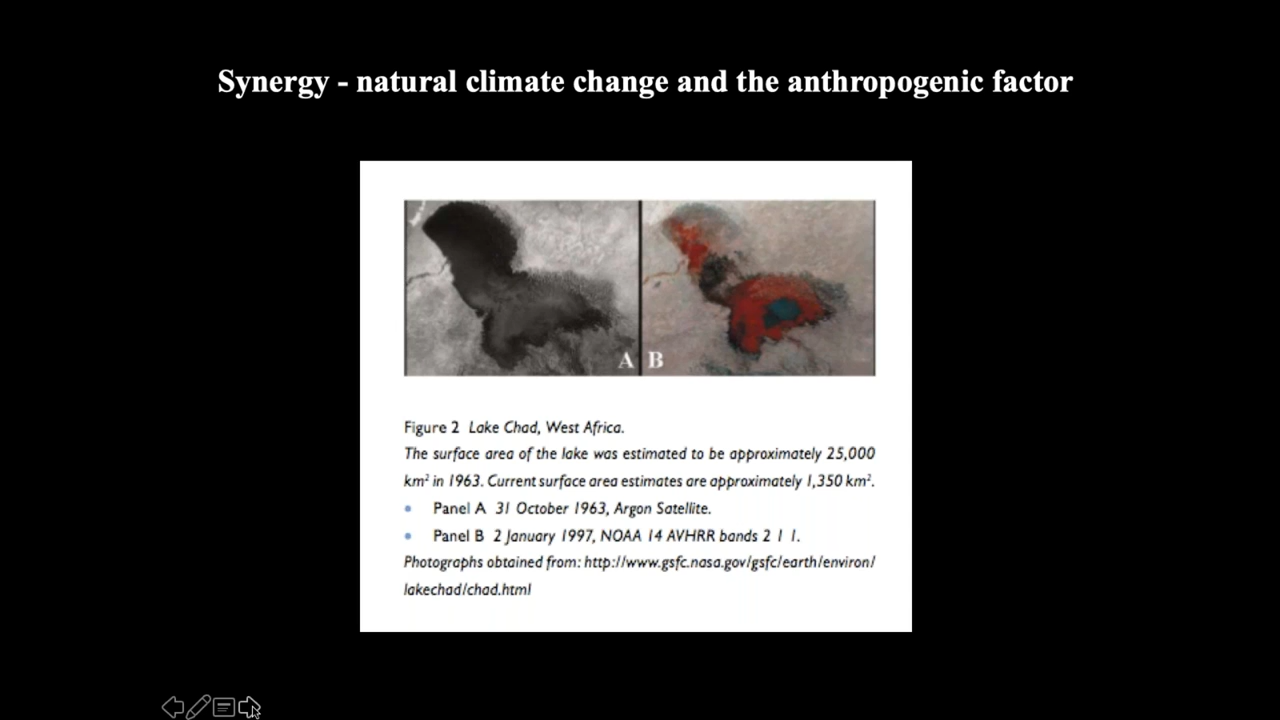 Synergy - natural climate change and the anthropogenic factor
A B
Figure 2 Lake Chad, West Africa.
The surface area of the lake was estimated to be approximately 25,000
km² in 1963. Current surface area estimates are approximately 1,350 km².
• Panel A 31 October 1963, Argon Satellite.
• Panel B 2 January 1997, NOAA 14 AVHRR bands 2 1 1.
Photographs obtained from: http://www.gsfc.nasa.gov/gsfc/earth/environ/
lakechad/chad.html